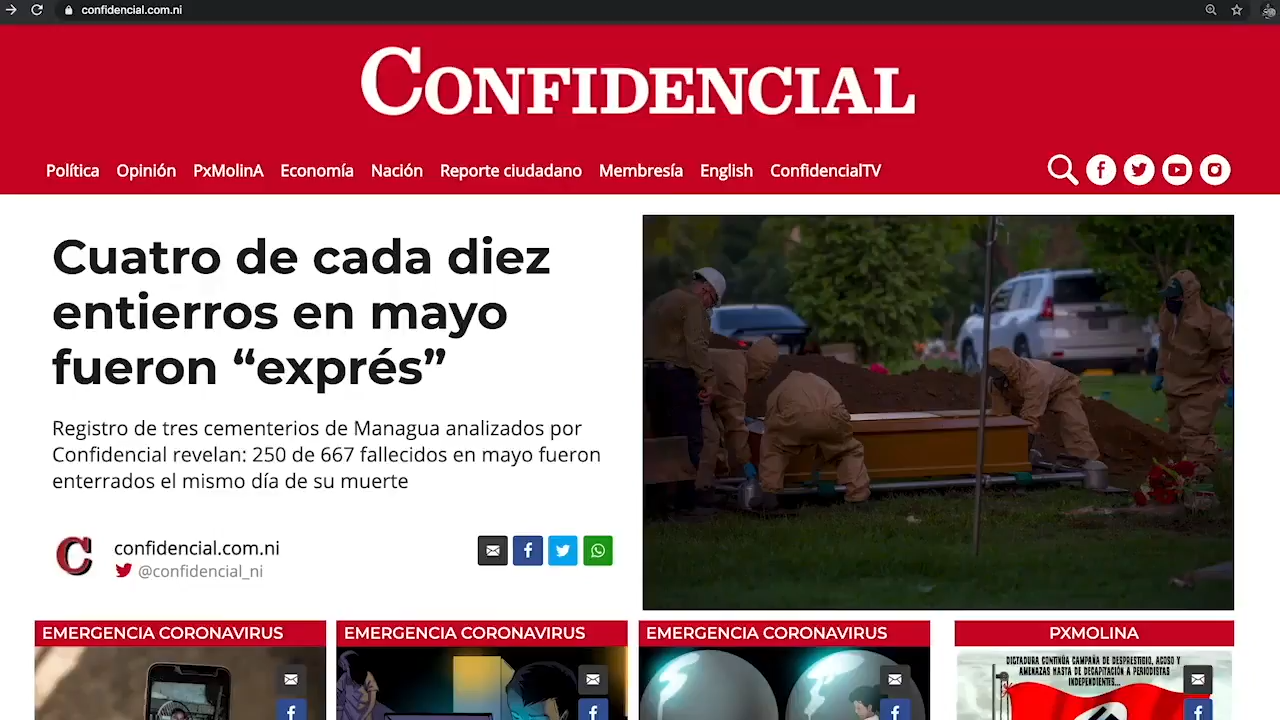 confidencial.com.ni
CONFIDENCIAL
Política Opinión PxMolinA Economía Nación Reporte ciudadano Membresía English ConfidencialTV
Cuatro de cada diez
entierros en mayo
fueron “exprés”
Registro de tres cementerios de Managua analizados por
Confidencial revelan: 250 de 667 fallecidos en mayo fueron
enterrados el mismo día de su muerte
confidencial.com.ni
@confidencial_ni
EMERGENCIA CORONAVIRUS
EMERGENCIA CORONAVIRUS
EMERGENCIA CORONAVIRUS
PXMOLINA
DICTADURA CONTINÚA CAMPAÑA DE DESPRESTIGIO, ACOSO Y
AMENAZAS HASTA DE DECAPITACIÓN A PERIODISTAS
INDEPENDIENTES...